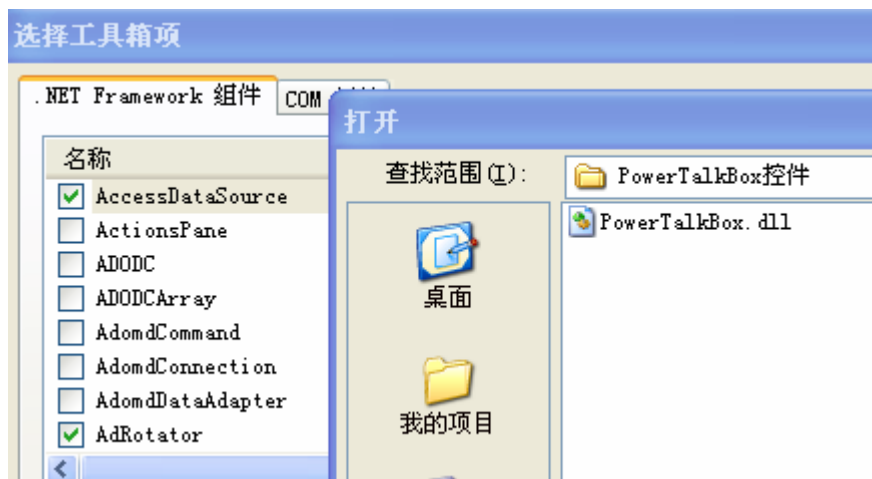 选择工具箱项
.NET Framework 组件
COM
打开
名称
查找范围(I):
PowerTalkBox控件
AccessDataSource
ActionsPane
ADODC
ADODCArray
AdomdCommand
AdomdConnection
AdomdDataAdapter
AdRotator
PowerTalkBox.dll
桌面
我的项目